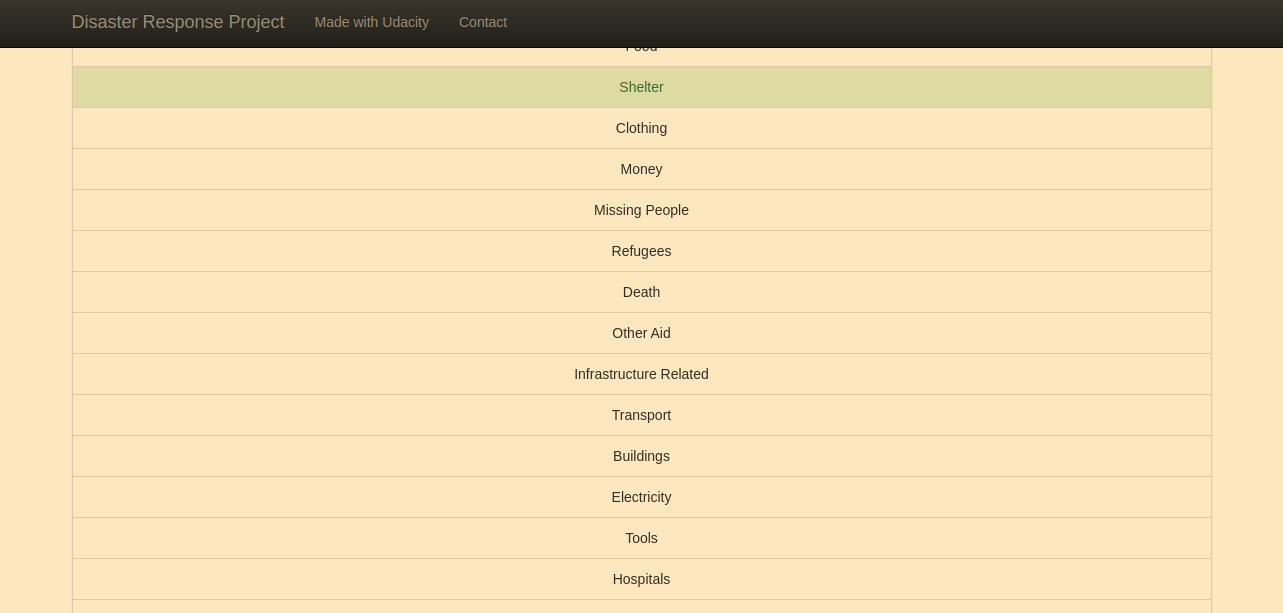 Disaster Response Project Made with Udacity Contact
Food
Shelter
Clothing
Money
Missing People
Refugees
Death
Other Aid
Infrastructure Related
Transport
Buildings
Electricity
Tools
Hospitals